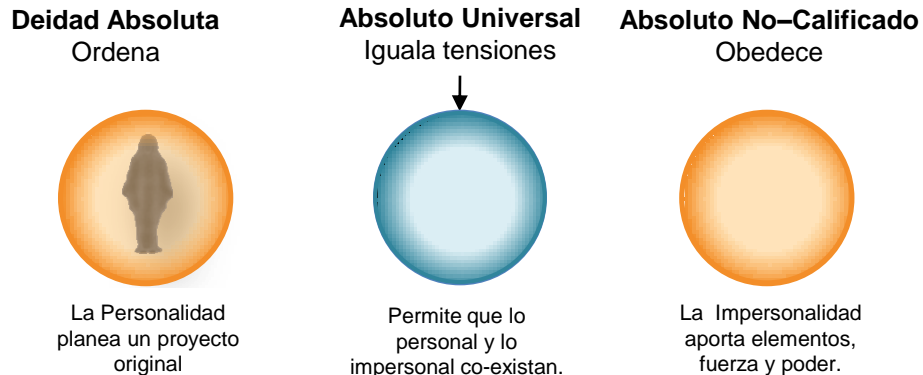 Deidad Absoluta
Ordena
Absoluto Universal
Iguala tensiones
Absoluto No–Calificado
Obedece
La Personalidad
planea un proyecto
original
Permite que lo
personal y lo
impersonal co-existan.
La Impersonalidad
aporta elementos,
fuerza y poder.